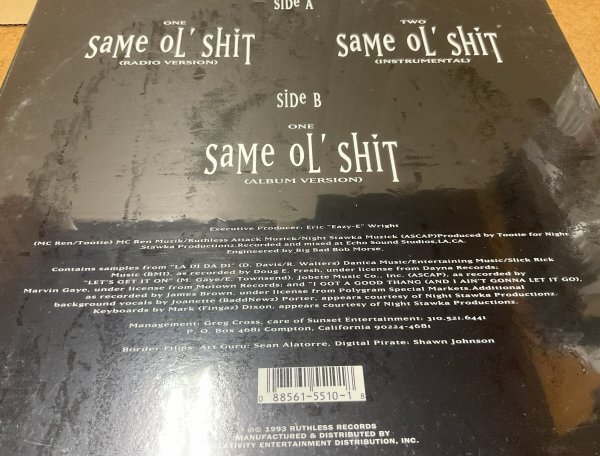 SIDE A
ONE
SAME OL' SHIT
(RADIO VERSION)
TWO
SAME OL' SHIT
(INSTRUMENTAL)
SIDE B
ONE
SAME OL' SHIT
(ALBUM VERSION)
Executive Producer: Eric "Eazy-E" Wright
(MC Ren/Tootie) MC Ren Muzik/Ruthless Attack Muzick/Night Stawka Muzick (ASCAP)Produced by Tootie for Night
Stawka Productionz.Recorded and mixed at Echo Sound Studios,LA,CA.
Engineered by Big Bad Rob Morse.
Contains samples from "LA DI DA DI" (D. Davis/R. Walters) Danica Music/Entertaining Music/Slick Rick
Music (BMI), as recorded by Doug E. Fresh, under license from Dayna Records;
"LET'S GET IT ON" (M. Gaye/E. Townsend), Jobete Music Co., Inc. (ASCAP), as recorded by
Marvin Gaye, under license from Motown Records; and "I GOT A GOOD THANG (AND I AIN'T GONNA LET IT GO),
as recorded by James Brown, under license from Polygram Special Markets.Additional
background vocals by Joanette (BaddNewz) Porter, appears courtesy of Night Stawka Productionz.
Keyboards by Mark (Fingaz) Dixon, appears courtesy of Night Stawka Productionz.
Management: Greg Cross, care of Sunset Entertainment. 310.521.6441
P. O. Box 4681 Compton, California 90224-4681
Border Films: Art Guru: Sean Alatorre, Digital Pirate: Shawn Johnson
0 88561-5510-1 8
℗© 1993 RUTHLESS RECORDS
MANUFACTURED & DISTRIBUTED BY
RELATIVITY ENTERTAINMENT DISTRIBUTION, INC.